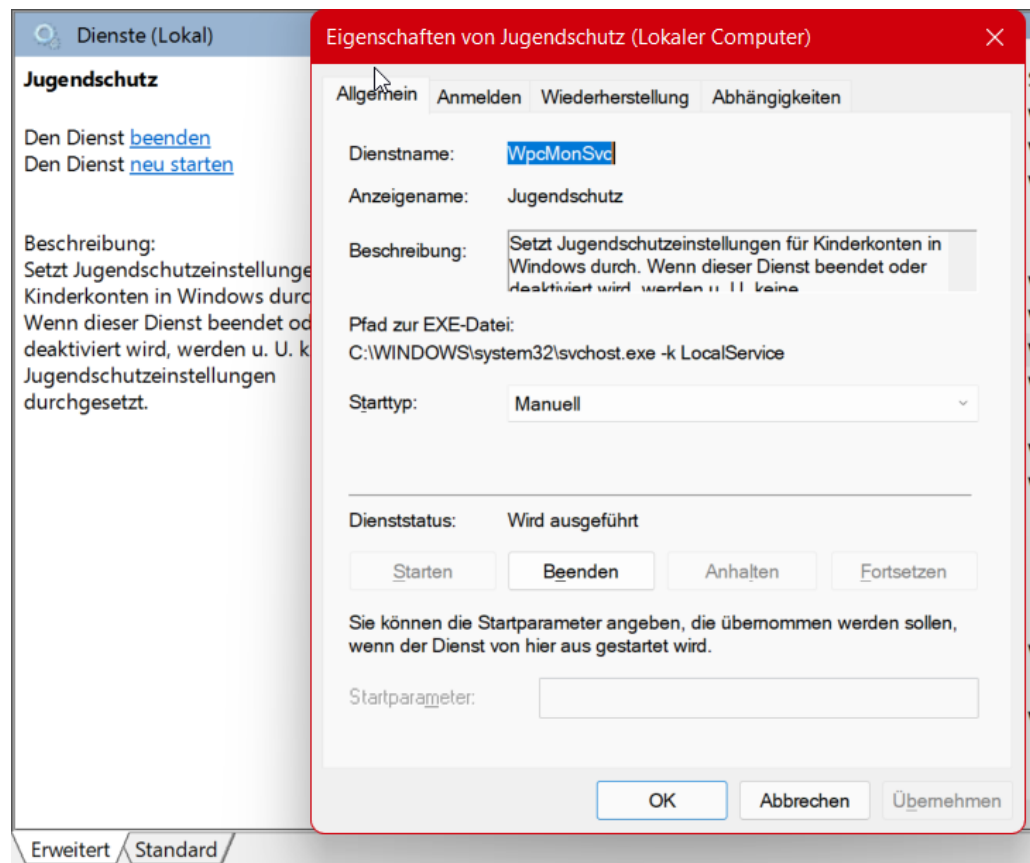 Dienste (Lokal)
Jugendschutz
Den Dienst beenden
Den Dienst neu starten
Beschreibung:
Setzt Jugendschutzeinstellunge
Kinderkonten in Windows durc
Wenn dieser Dienst beendet od
deaktiviert wird, werden u. U. k
Jugendschutzeinstellungen
durchgesetzt.
Eigenschaften von Jugendschutz (Lokaler Computer)
Allgemein Anmelden Wiederherstellung Abhängigkeiten
Dienstname: WpcMonSvc
Anzeigename: Jugendschutz
Beschreibung: Setzt Jugendschutzeinstellungen für Kinderkonten in
Windows durch. Wenn dieser Dienst beendet oder
deaktiviert wird, werden u. U. keine
Pfad zur EXE-Datei:
C:\WINDOWS\system32\svchost.exe -k LocalService
Starttyp: Manuell
Dienststatus: Wird ausgeführt
Starten Beenden Anhalten Fortsetzen
Sie können die Startparameter angeben, die übernommen werden sollen,
wenn der Dienst von hier aus gestartet wird.
Startparameter:
OK Abbrechen Übernehmen
Erweitert Standard